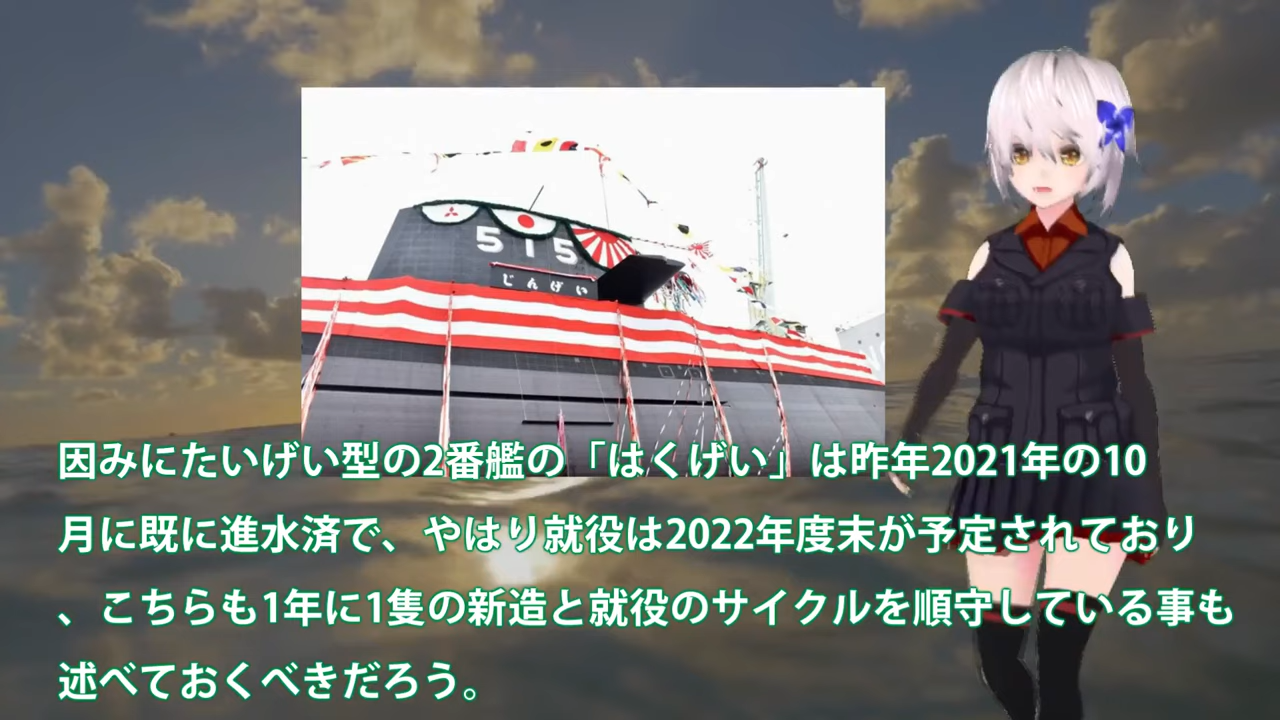 515
じんげい
因みにたいげい型の2番艦の「はくげい」は昨年2021年の10
月に既に進水済で、やはり就役は2022年度末が予定されており
、こちらも1年に1隻の新造と就役のサイクルを順守している事も
述べておくべきだろう。